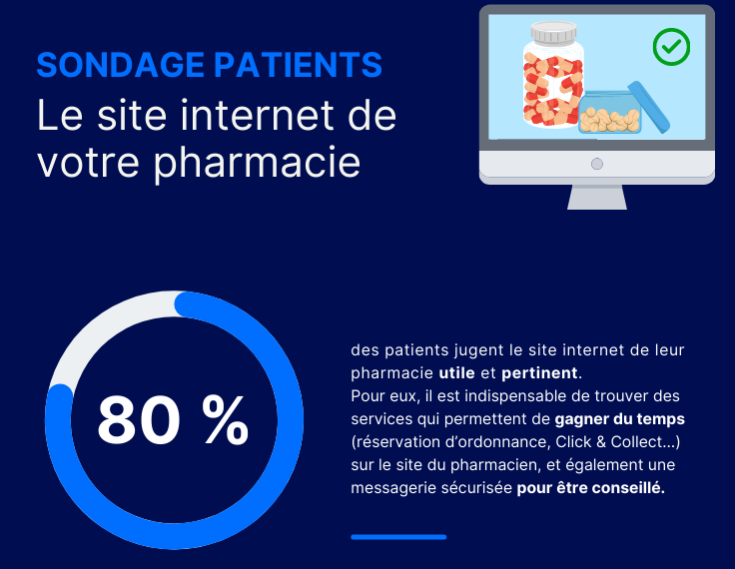 SONDAGE PATIENTS
Le site internet de
votre pharmacie
80 %
des patients jugent le site internet de leur
pharmacie utile et pertinent.
Pour eux, il est indispensable de trouver des
services qui permettent de gagner du temps
(réservation d'ordonnance, Click & Collect...)
sur le site du pharmacien, et également une
messagerie sécurisée pour être conseillé.